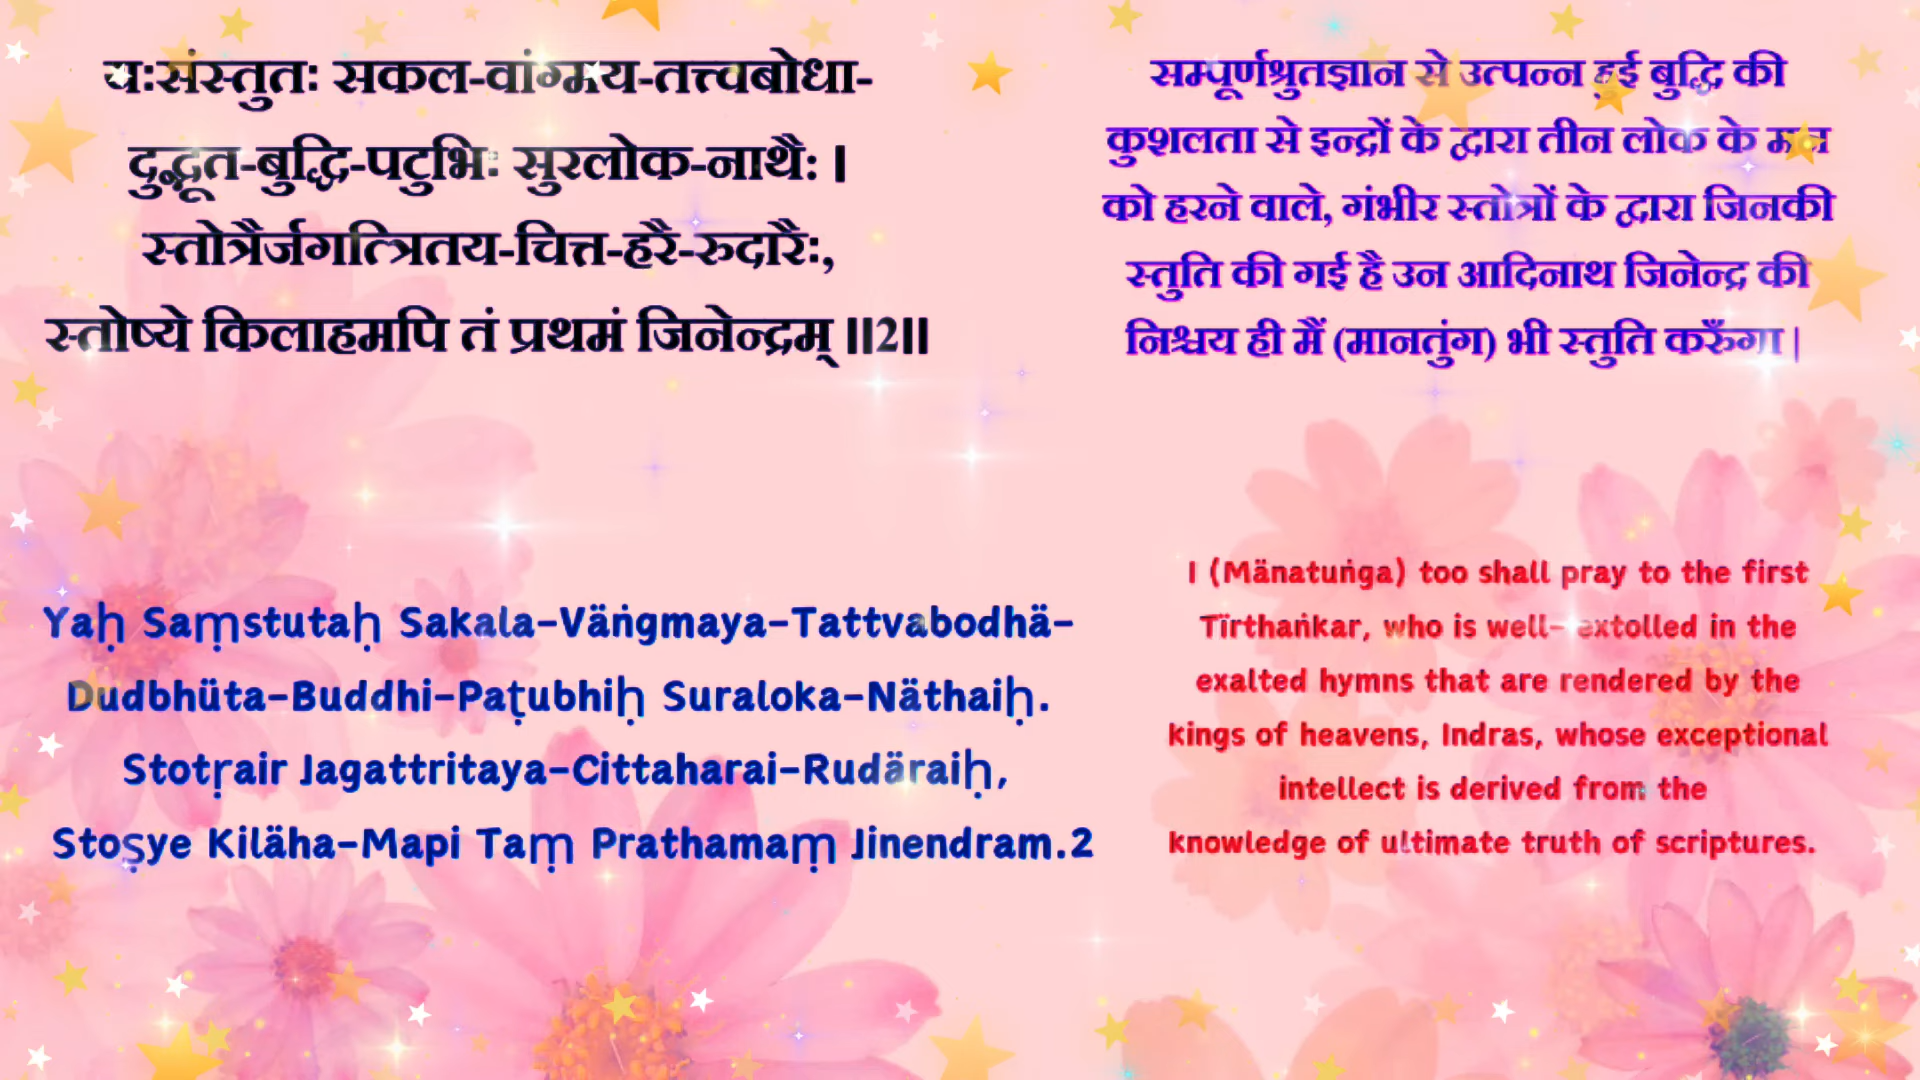 यःसंस्तुतः सकल-वांग्मय-तत्त्वबोधा-
दुद्भूत-बुद्धि-पटुभिः सुरलोक-नाथैः ।
स्तोत्रैर्जगत्त्रितय-चित्त-हरै-रुदारैः,
स्तोष्ये किलाहमपि तं प्रथमं जिनेन्द्रम् ॥2॥
सम्पूर्णश्रुतज्ञान से उत्पन्न हुई बुद्धि की
कुशलता से इन्द्रों के द्वारा तीन लोक के मन
को हरने वाले, गंभीर स्तोत्रों के द्वारा जिनकी
स्तुति की गई है उन आदिनाथ जिनेन्द्र की
निश्चय ही मैं (मानतुंग) भी स्तुति करुँगा |
Yaḥ Saṃstutaḥ Sakala-Väṅgmaya-Tattvabodhä-
Dudbhüta-Buddhi-Paṭubhiḥ Suraloka-Näthaiḥ.
Stotṛair Jagattritaya-Cittaharai-Rudäraiḥ,
Stoṣye Kiläha-Mapi Taṃ Prathamaṃ Jinendram.2
I (Mänatuṅga) too shall pray to the first
Tïrthaṅkar, who is well-extolled in the
exalted hymns that are rendered by the
kings of heavens, Indras, whose exceptional
intellect is derived from the
knowledge of ultimate truth of scriptures.